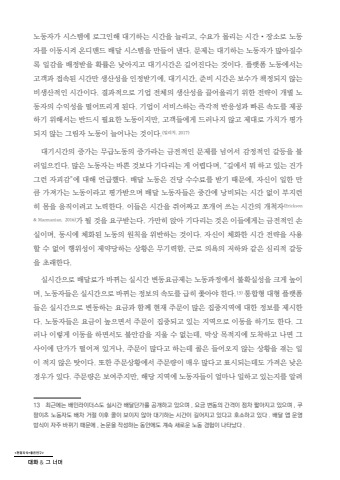 노동자가 시스템에 로그인해 대기하는 시간을 늘리고, 수요가 몰리는 시간・장소로 노동
자를 이동시켜 온디맨드 배달 시스템을 만들어 낸다. 문제는 대기하는 노동자가 많아질수
록 일감을 배정받을 확률은 낮아지고 대기시간은 길어진다는 것이다. 플랫폼 노동에서는
고객과 접속된 시간만 생산성을 인정받기에, 대기시간, 준비 시간은 보수가 책정되지 않는
비생산적인 시간이다. 결과적으로 기업 전체의 생산성을 끌어올리기 위한 전략이 개별 노
동자의 수익성을 떨어뜨리게 된다. 기업이 서비스하는 즉각적 반응성과 빠른 속도를 제공
하기 위해서는 반드시 필요한 노동이지만, 고객들에게 드러나지 않고 제대로 가치가 평가
되지 않는 그림자 노동이 늘어나는 것이다.
대기시간의 증가는 무급노동의 증가라는 금전적인 문제를 넘어서 감정적인 갈등을 불
러일으킨다. 많은 노동자는 바쁜 것보다 기다리는 게 어렵다며, "길에서 뭐 하고 있는 건가
그런 자괴감"에 대해 언급했다. 배달 노동은 건당 수수료를 받기 때문에, 자신이 일한 만
큼 가져가는 노동이라고 평가받으며 배달 노동자들은 중간에 낭비되는 시간 없이 부지런
히 몸을 움직이려고 노력한다. 이들은 시간을 쥐어짜고 쪼개어 쓰는 시간의 개척자
가 될 것을 요구받는다. 가만히 앉아 기다리는 것은 이들에게는 금전적인 손
실이며, 동시에 체화된 노동의 원칙을 위반하는 것이다. 자신이 체화한 시간 전략을 사용
할 수 없어 행위성이 제약당하는 상황은 무기력함, 근로 의욕의 저하와 같은 심리적 갈등
을 초래한다.
실시간으로 배달료가 바뀌는 실시간 변동요금제는 노동과정에서 불확실성을 크게 높이
며, 노동자들은 실시간으로 바뀌는 정보의 속도를 급히 쫓아야 한다.13 통합형 대형 플랫폼
들은 실시간으로 변동하는 요금과 함께 현재 주문이 많은 집중지역에 대한 정보를 제시한
다. 노동자들은 요금이 높으면서 주문이 집중되고 있는 지역으로 이동을 하기도 한다. 그
러나 이렇게 이동을 하면서도 불안감을 지울 수 없는데, 막상 목적지에 도착하고 나면 그
사이에 단가가 떨어져 있거나, 주문이 많다고 하는데 콜은 들어오지 않는 상황을 겪는 일
이 적지 않은 탓이다. 또한 주문상황에서 주문량이 매우 많다고 표시되는데도 가격은 낮은
경우가 있다. 주문량은 보여주지만, 해당 지역에 노동자들이 얼마나 일하고 있는지를 알려
13 최근에는 배민라이더스도 실시간 배달단가를 공개하고 있으며, 요금 변동의 간격이 점차 짧아지고 있으며, 쿠
팡이츠 노동자도 배차 거절 이후 콜이 보이지 않아 대기하는 시간이 길어지고 있다고 호소하고 있다. 배달 앱 운영
방식이 자주 바뀌기 때문에, 논문을 작성하는 동안에도 계속 새로운 노동 경험이 나타났다.
대화 & 그 너머